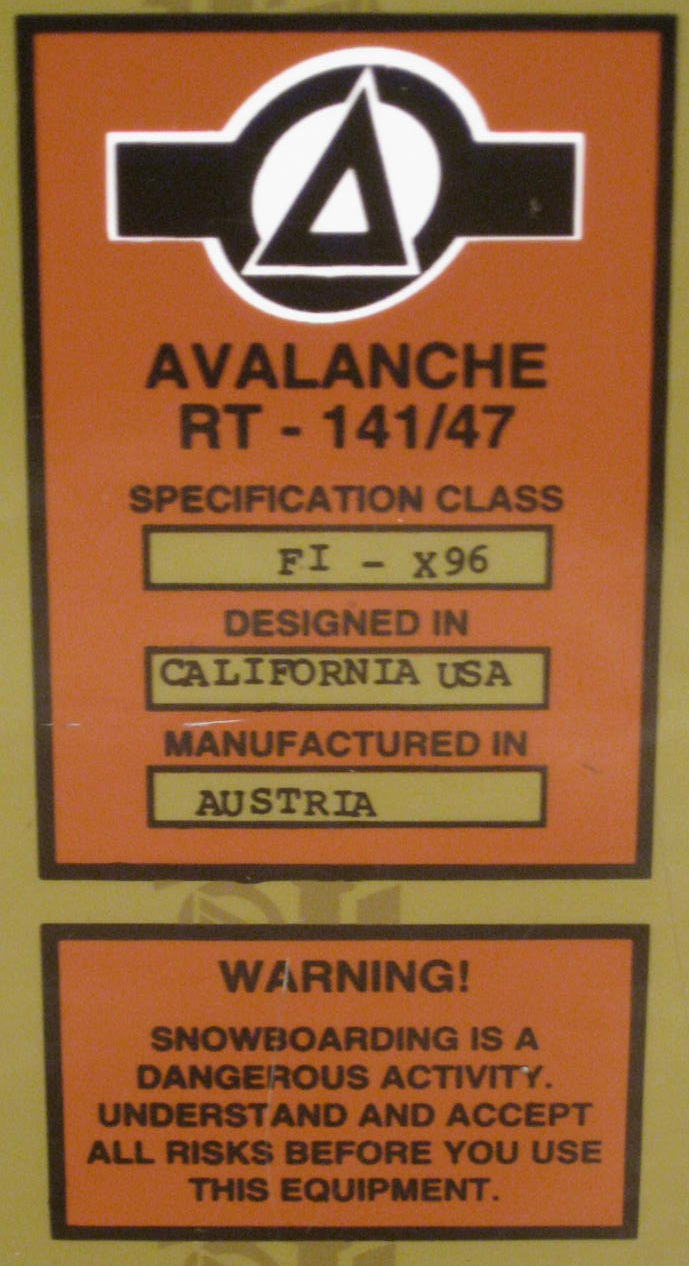 AVALANCHE
RT - 141/47
SPECIFICATION CLASS
FI - X96
DESIGNED IN
CALIFORNIA USA
MANUFACTURED IN
AUSTRIA
WARNING!
SNOWBOARDING IS A
DANGEROUS ACTIVITY.
UNDERSTAND AND ACCEPT
ALL RISKS BEFORE YOU USE
THIS EQUIPMENT.